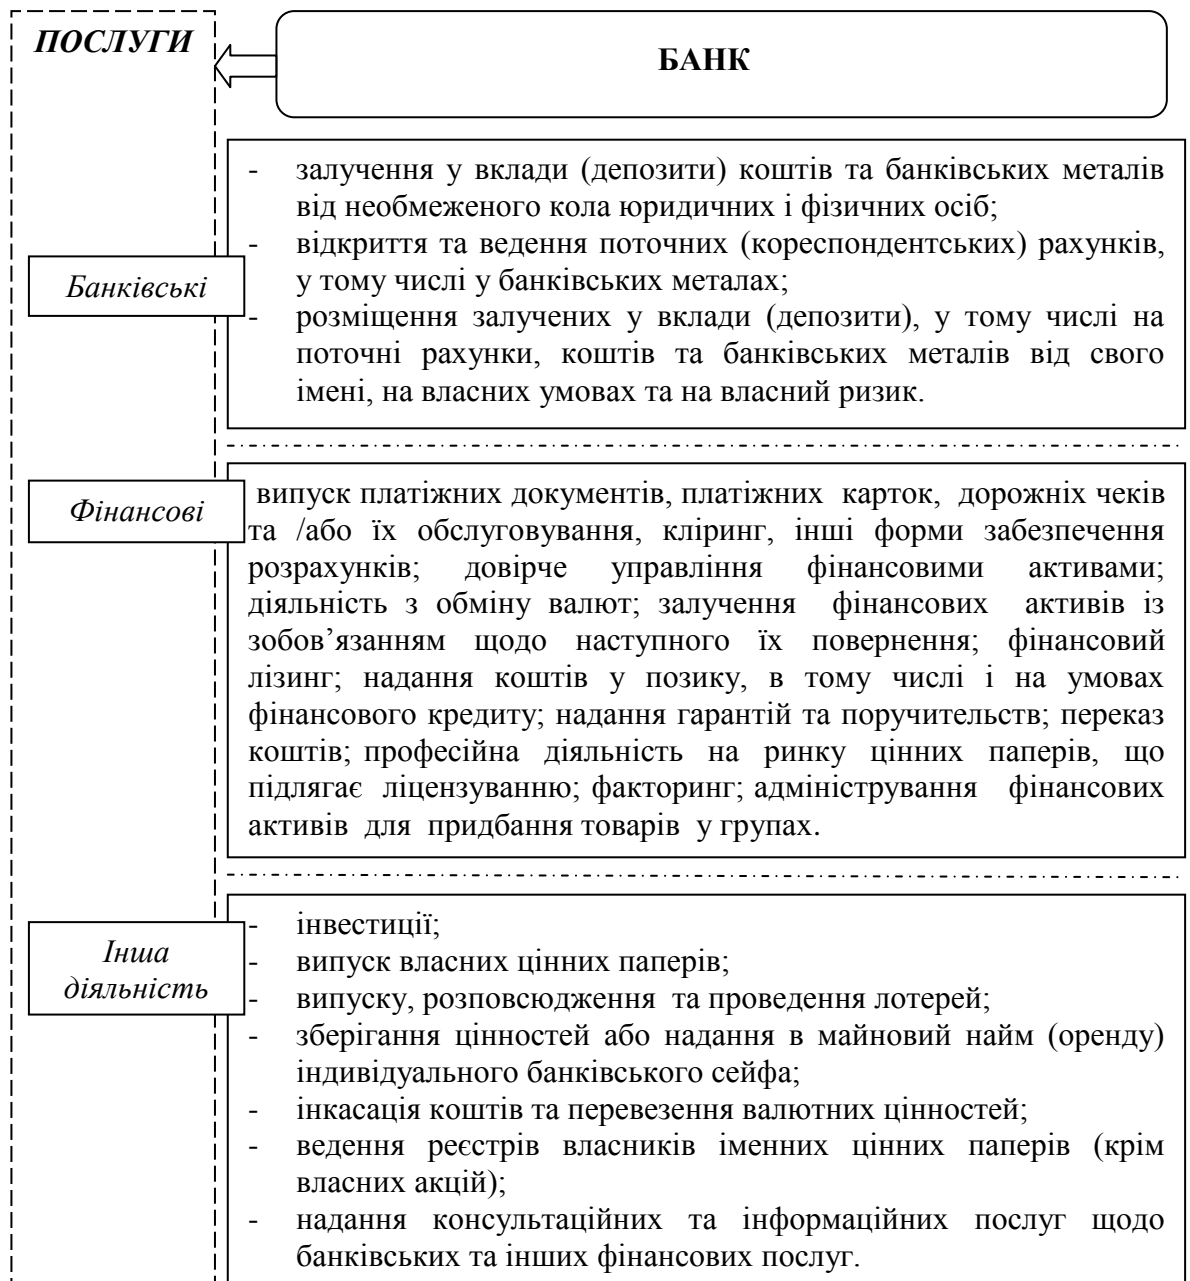 ПОСЛУГИ
БАНК
Банківські
- залучення у вклади (депозити) коштів та банківських металів
від необмеженого кола юридичних і фізичних осіб;
- відкриття та ведення поточних (кореспондентських) рахунків,
у тому числі у банківських металах;
- розміщення залучених у вклади (депозити), у тому числі на
поточні рахунки, коштів та банківських металів від свого
імені, на власних умовах та на власний ризик.
Фінансові
випуск платіжних документів, платіжних карток, дорожніх чеків
та /або їх обслуговування, кліринг, інші форми забезпечення
розрахунків; довірче управління фінансовими активами;
діяльність з обміну валют; залучення фінансових активів із
зобов’язанням щодо наступного їх повернення; фінансовий
лізинг; надання коштів у позику, в тому числі і на умовах
фінансового кредиту; надання гарантій та поручительств; переказ
коштів; професійна діяльність на ринку цінних паперів, що
підлягає ліцензуванню; факторинг; адміністрування фінансових
активів для придбання товарів у групах.
Інша
діяльність
- інвестиції;
- випуск власних цінних паперів;
- випуску, розповсюдження та проведення лотерей;
- зберігання цінностей або надання в майновий найм (оренду)
індивідуального банківського сейфа;
- інкасація коштів та перевезення валютних цінностей;
- ведення реєстрів власників іменних цінних паперів (крім
власних акцій);
- надання консультаційних та інформаційних послуг щодо
банківських та інших фінансових послуг.